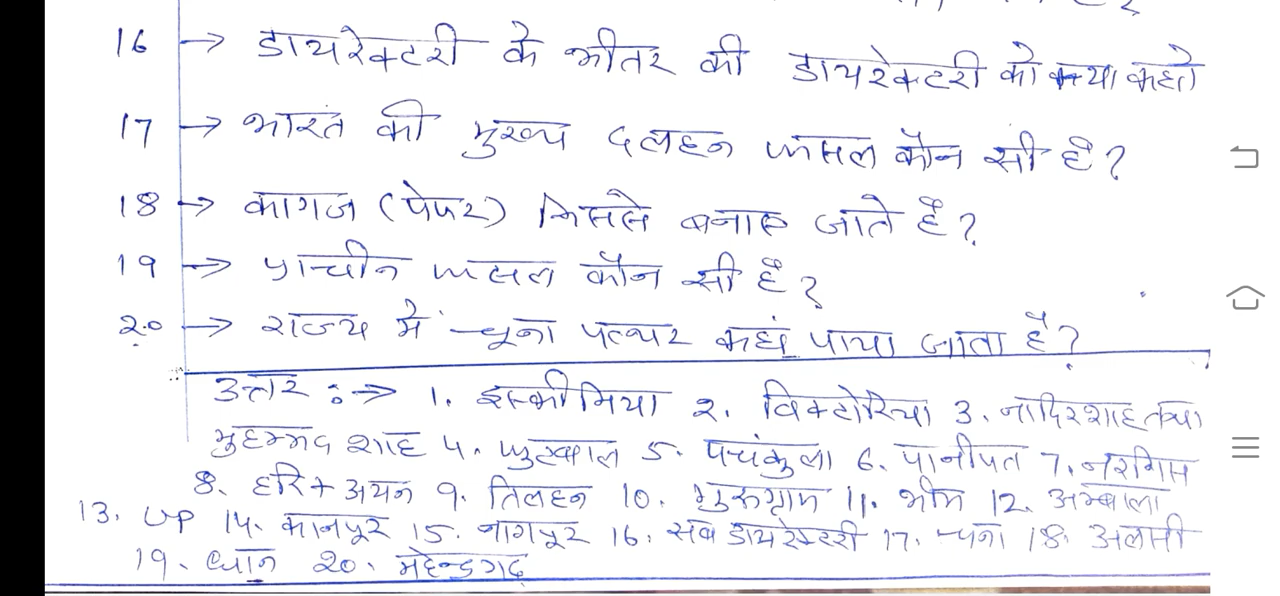 16 → डायरेक्टरी के भीतर की डायरेक्टरी को क्या कहते
17 → भारत की मुख्य दलहन फसल कौन सी है?
18 → कागज (पेपर) किससे बनाए जाते है?
19 → प्राचीन फसल कौन सी है?
20 → राज्य में चूना पत्थर कहां पाया जाता है?
उत्तर :→ 1. इस्कीमिया 2. विक्टोरिया 3. नादिरशाह तथा
मुहम्मद शाह 4. फुटबाल 5. पचंकुला 6. पानीपत 7. नरगिस
8. हरि + अयन 9. तिलहन 10. गुरुग्राम 11. भीम 12. अम्बाला
13. UP 14. कानपूर 15. नागपूर 16. सब डायरेक्टरी 17. चना 18. अलसी
19. धान 20. महेन्द्रगढ़